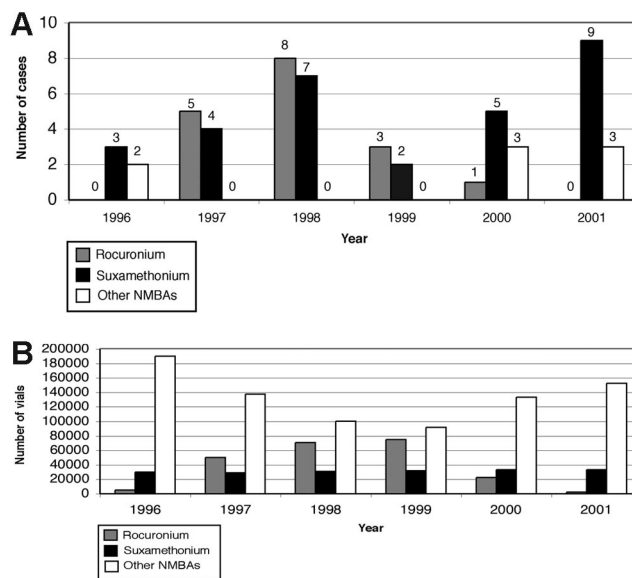 A
Number of cases
10
8
6
4
2
0
0 3 2 5 4 0 8 7 0 3 2 0 1 5 3 0 9 3
1996 1997 1998 1999 2000 2001
Year
Rocuronium
Suxamethonium
Other NMBAs
B
Number of vials
200000
180000
160000
140000
120000
100000
80000
60000
40000
20000
0
1996 1997 1998 1999 2000 2001
Year
Rocuronium
Suxamethonium
Other NMBAs